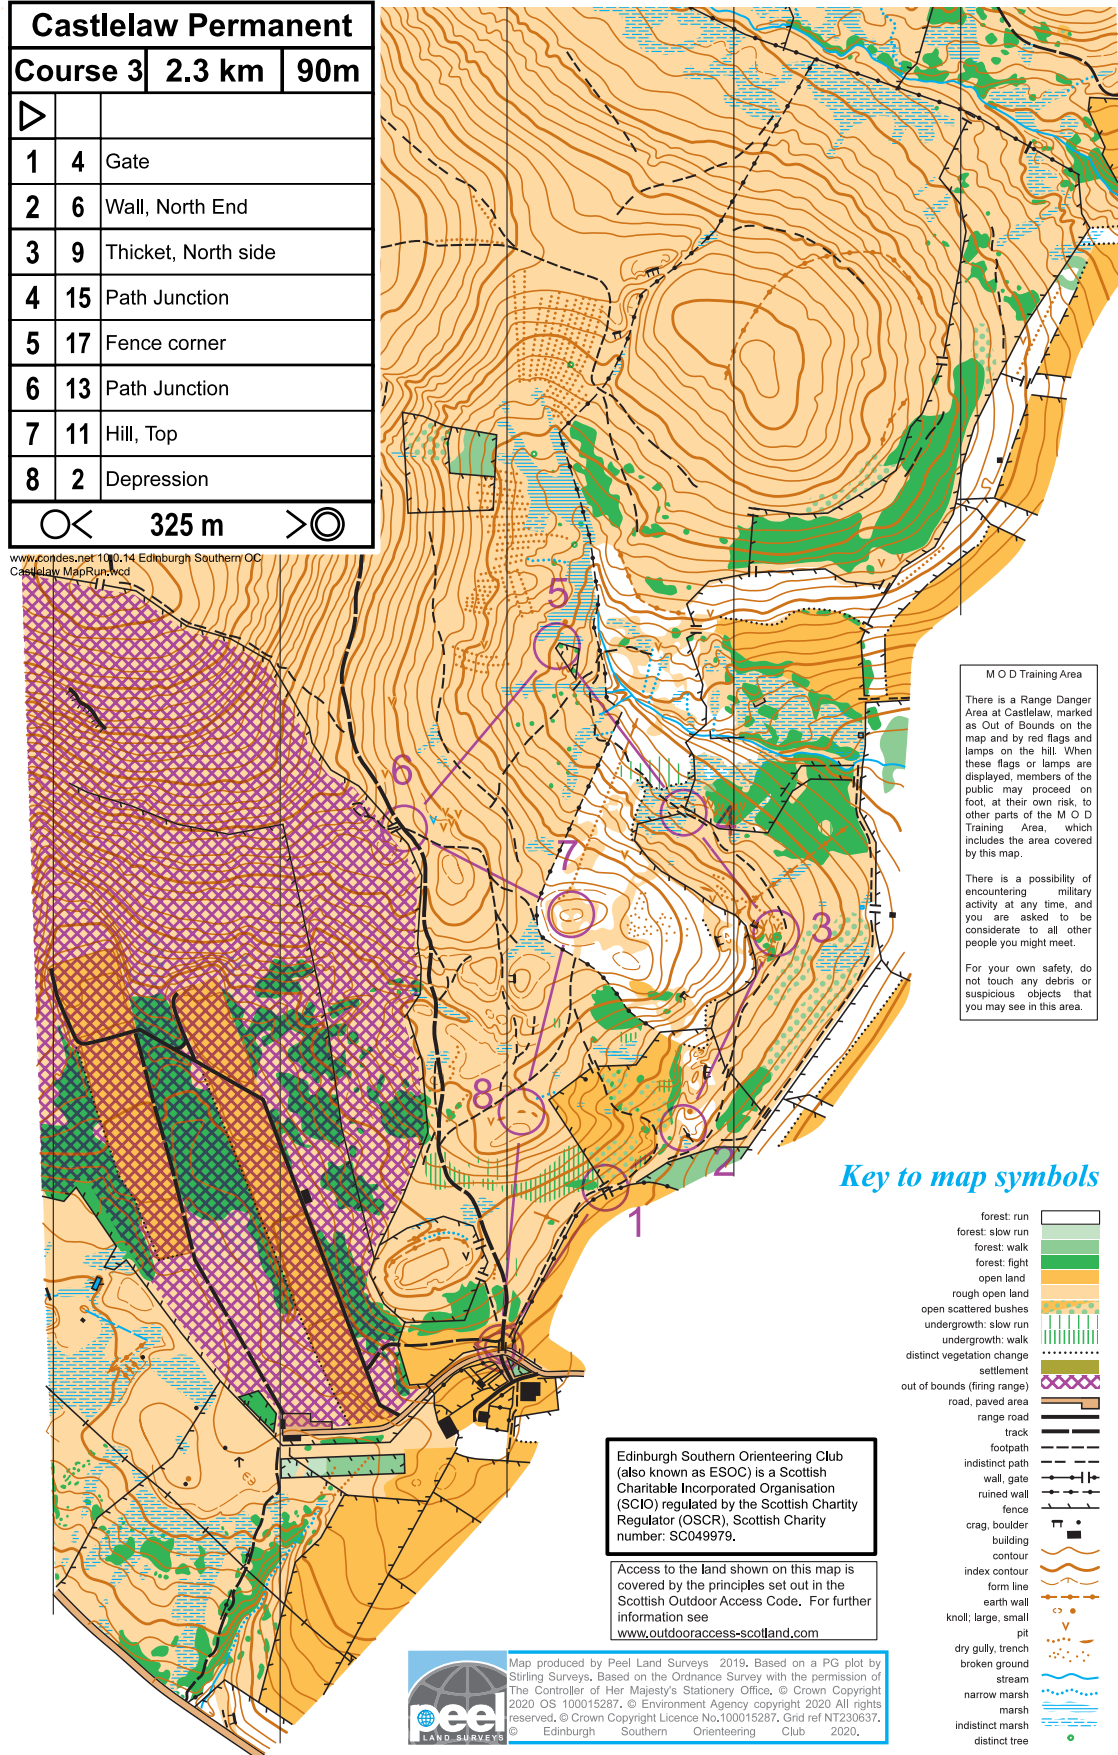 Castlelaw Permanent
Course 3 2.3 km 90m
1 4 Gate
2 6 Wall, North End
3 9 Thicket, North side
4 15 Path Junction
5 17 Fence corner
6 13 Path Junction
7 11 Hill, Top
8 2 Depression
325 m
www.condes.net 10.0.14 Edinburgh Southern OC
Castlelaw MapRun.wcd
5
6
4
7
3
8
2
1
M O D Training Area
There is a Range Danger
Area at Castlelaw, marked
as Out of Bounds on the
map and by red flags and
lamps on the hill. When
these flags or lamps are
displayed, members of the
public may proceed on
foot, at their own risk, to
other parts of the M O D
Training Area, which
includes the area covered
by this map.
There is a possibility of
encountering military
activity at any time, and
you are asked to be
considerate to all other
people you might meet.
For your own safety, do
not touch any debris or
suspicious objects that
you may see in this area.
Key to map symbols
forest: run
forest: slow run
forest: walk
forest: fight
open land
rough open land
open scattered bushes
undergrowth: slow run
undergrowth: walk
distinct vegetation change
settlement
out of bounds (firing range)
road, paved area
range road
track
footpath
indistinct path
wall, gate
ruined wall
fence
crag, boulder
building
contour
index contour
form line
earth wall
knoll; large, small
pit
dry gully, trench
broken ground
stream
narrow marsh
marsh
indistinct marsh
distinct tree
Edinburgh Southern Orienteering Club
(also known as ESOC) is a Scottish
Charitable Incorporated Organisation
(SCIO) regulated by the Scottish Chartity
Regulator (OSCR), Scottish Charity
number: SC049979.
Access to the land shown on this map is
covered by the principles set out in the
Scottish Outdoor Access Code. For further
information see
www.outdooraccess-scotland.com
peel
LAND SURVEYS
Map produced by Peel Land Surveys 2019. Based on a PG plot by
Stirling Surveys. Based on the Ordnance Survey with the permission of
The Controller of Her Majesty's Stationery Office. © Crown Copyright
2020 OS 100015287. © Environment Agency copyright 2020 All rights
reserved. © Crown Copyright Licence No.100015287. Grid ref NT230637.
© Edinburgh Southern Orienteering Club 2020.